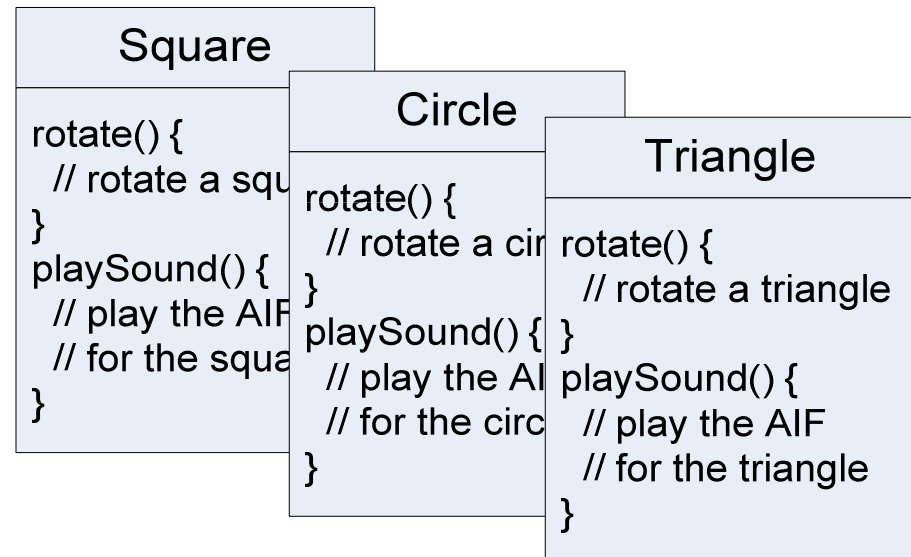 Square
rotate() {
// rotate a squ
}
playSound() {
// play the AIF
// for the squa
}
Circle
rotate() {
// rotate a cir
}
playSound() {
// play the AI
// for the circ
}
Triangle
rotate() {
// rotate a triangle
}
playSound() {
// play the AIF
// for the triangle
}